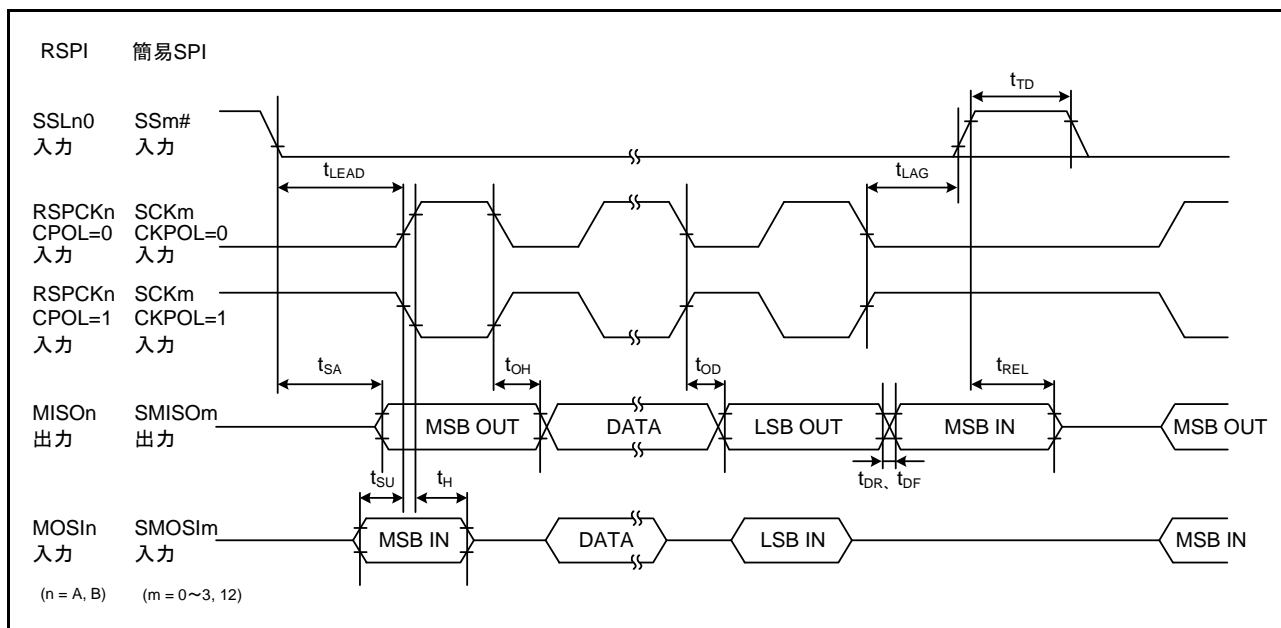 RSPI 簡易SPI
tTD
SSLn0 SSm#
入力 入力
tLEAD tLAG
RSPCKn SCKm
CPOL=0 CKPOL=0
入力 入力
RSPCKn SCKm
CPOL=1 CKPOL=1
入力 入力
tSA tOH tOD tREL
MISOn SMISOm MSB OUT DATA LSB OUT MSB IN MSB OUT
出力 出力
tSU tH tDR、tDF
MOSIn SMOSIm MSB IN DATA LSB IN MSB IN
入力 入力
(n = A, B) (m = 0~3, 12)